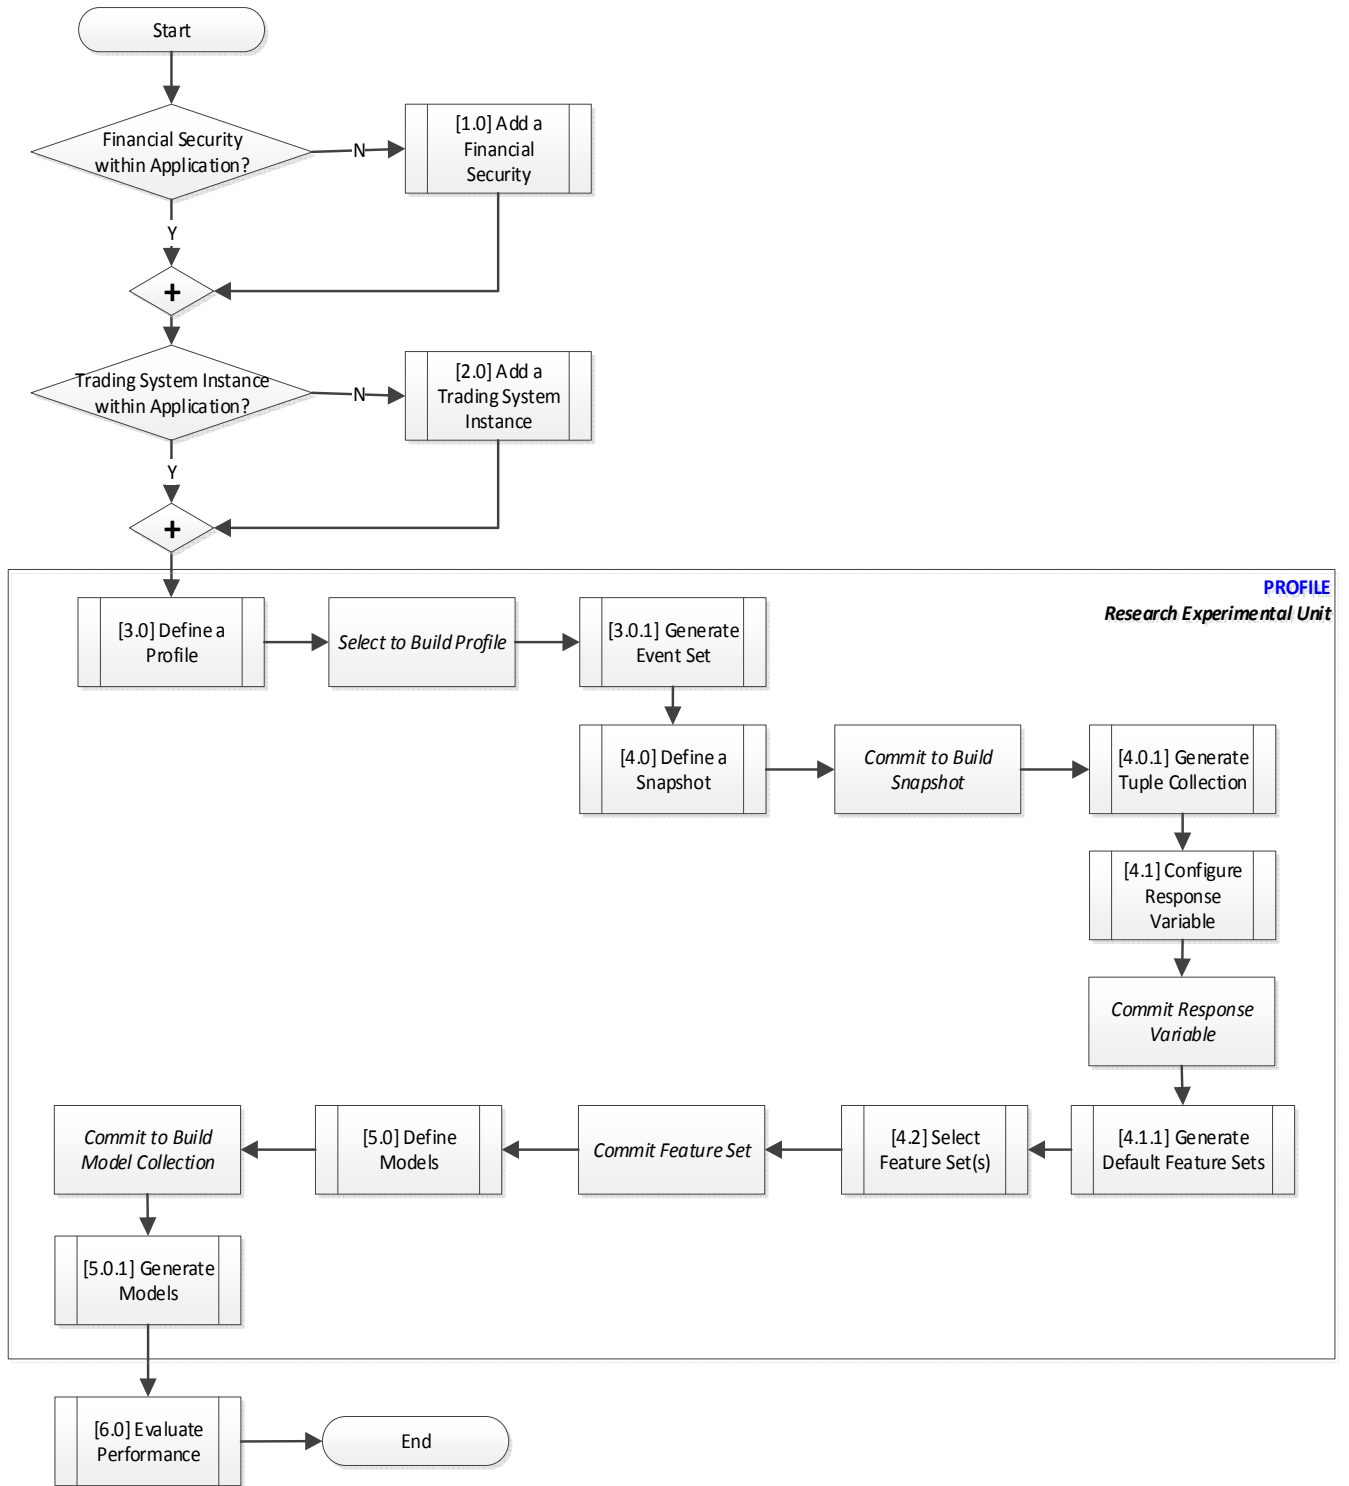 Start
Financial Security
within Application?
N
[1.0] Add a
Financial
Security
Y
+
Trading System Instance
within Application?
N
[2.0] Add a
Trading System
Instance
Y
+
PROFILE
Research Experimental Unit
[3.0] Define a
Profile
Select to Build Profile
[3.0.1] Generate
Event Set
[4.0] Define a
Snapshot
Commit to Build
Snapshot
[4.0.1] Generate
Tuple Collection
[4.1] Configure
Response
Variable
Commit Response
Variable
[4.1.1] Generate
Default Feature Sets
[4.2] Select
Feature Set(s)
Commit Feature Set
[5.0] Define
Models
Commit to Build
Model Collection
[5.0.1] Generate
Models
[6.0] Evaluate
Performance
End